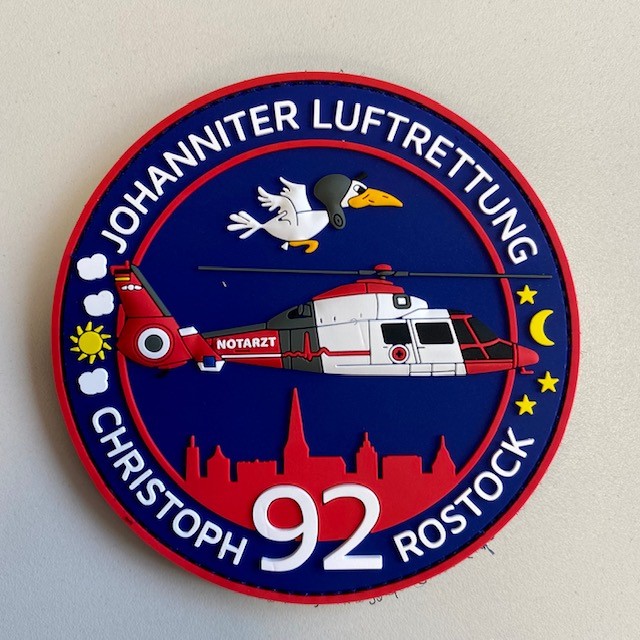 JOHANNITER LUFTRETTUNG
NOTARZT
CHRISTOPH 92 ROSTOCK